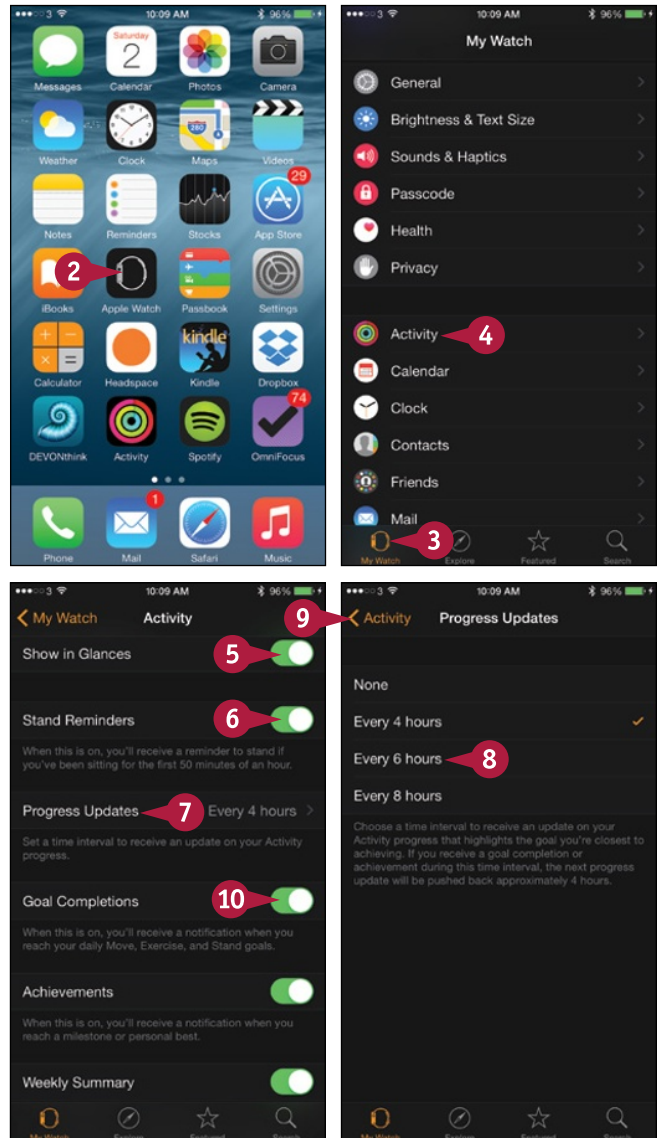 3 10:09 AM 96%
Messages
Saturday
2
Calendar
Photos
Camera
Weather
Clock
280
Maps
Videos
Notes
Reminders
Stocks
29
App Store
iBooks
2
Apple Watch
Passbook
Settings
Calculator
Headspace
kindle
Kindle
Dropbox
DEVONthink
Activity
Spotify
74
OmniFocus
Phone
1
Mail
Safari
Music
3 10:09 AM 96%
My Watch
General
Brightness & Text Size
Sounds & Haptics
Passcode
Health
Privacy
Activity 4
Calendar
Clock
Contacts
Friends
Mail
3
My Watch Explore Featured Search
3 10:09 AM 96%
My Watch Activity
Show in Glances 5
Stand Reminders 6
When this is on, you'll receive a reminder to stand if
you've been sitting for the first 50 minutes of an hour.
Progress Updates 7 Every 4 hours
Set a time interval to receive an update on your Activity
progress.
Goal Completions 10
When this is on, you'll receive a notification when you
reach your daily Move, Exercise, and Stand goals.
Achievements
When this is on, you'll receive a notification when you
reach a milestone or personal best.
Weekly Summary
My Watch Explore Featured Search
3 10:09 AM 96%
9 Activity Progress Updates
None
Every 4 hours
Every 6 hours 8
Every 8 hours
Choose a time interval to receive an update on your
Activity progress that highlights the goal you're closest to
achieving. If you receive a goal completion or
achievement during this time interval, the next progress
update will be pushed back approximately 4 hours.
My Watch Explore Featured Search